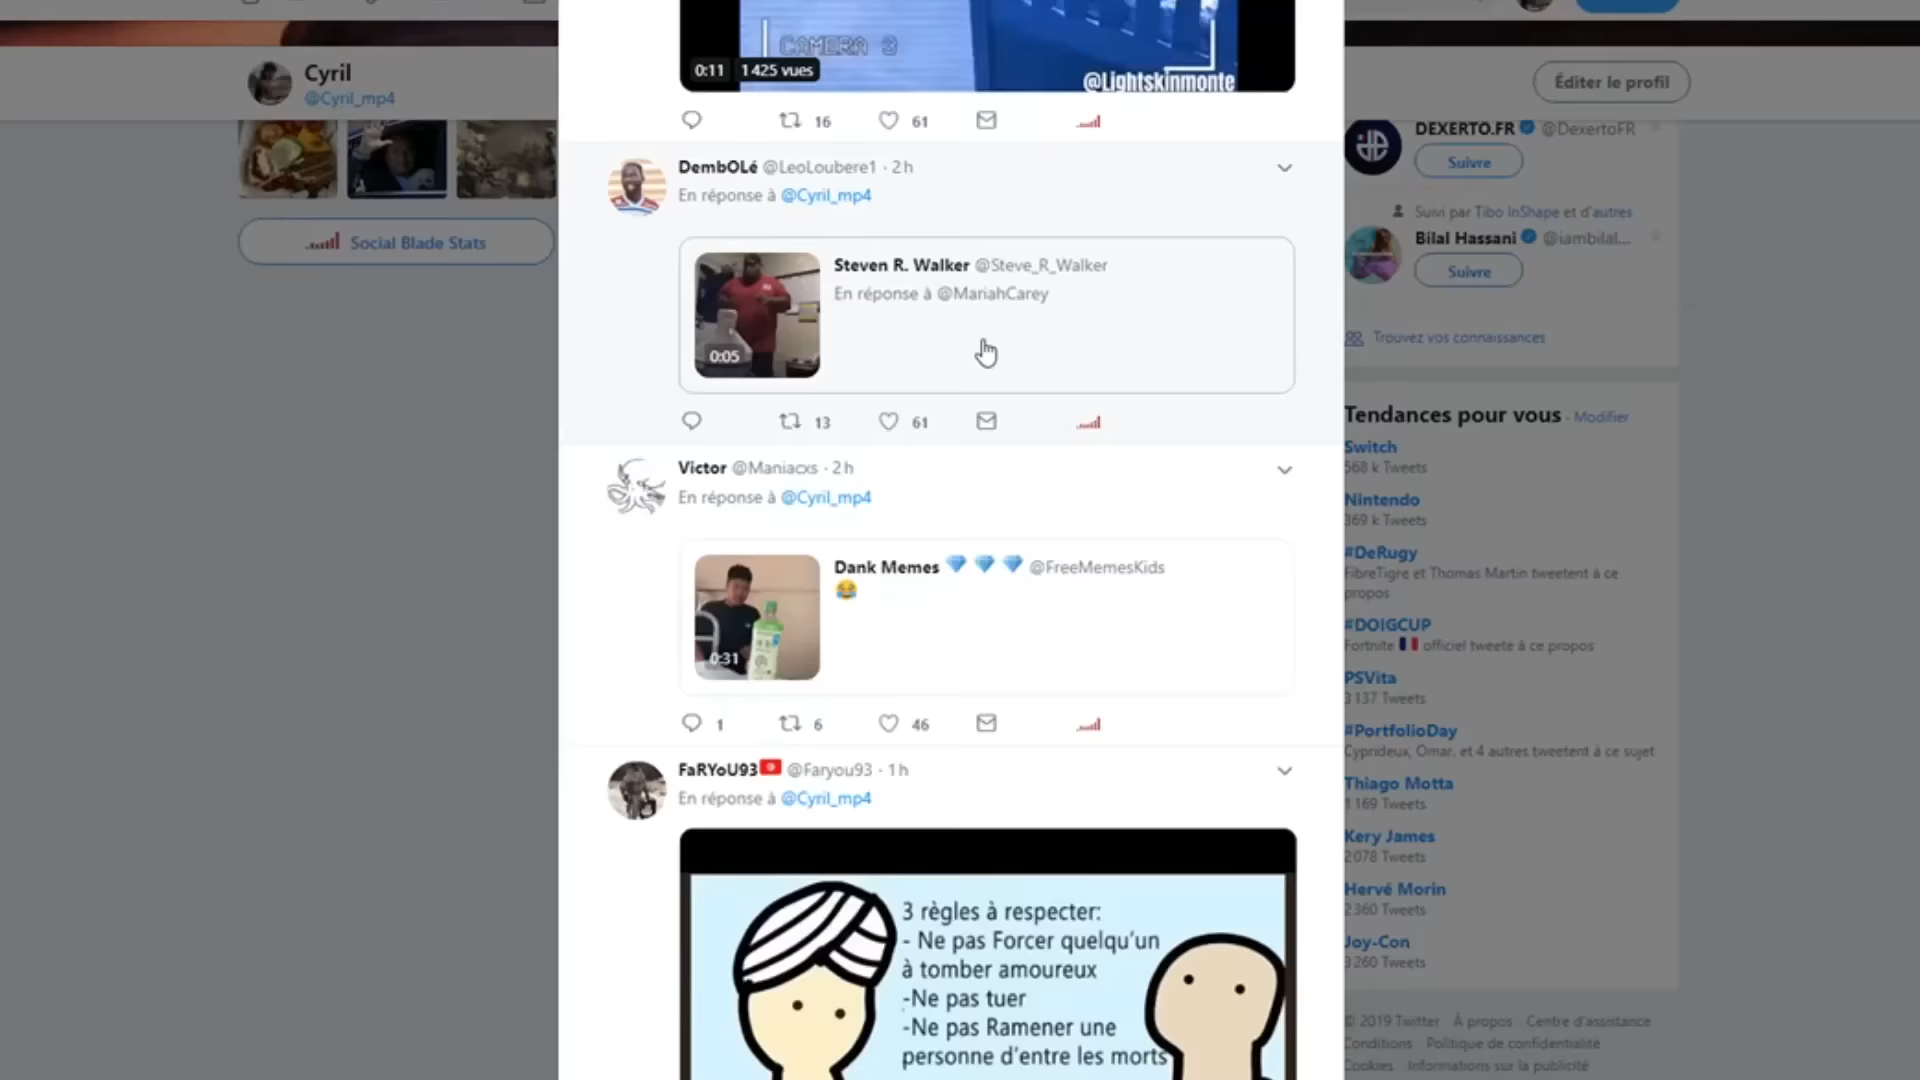 Cyril
@Cyril_mp4
Social Blade Stats
CAMERA 3
0:11 1 425 vues
@Lightskinmonte
16 61
DembOLé @LeoLoubere1 · 2 h
En réponse à @Cyril_mp4
Steven R. Walker @Steve_R_Walker
En réponse à @MariahCarey
0:05
13 61
Victor @Maniacxs · 2 h
En réponse à @Cyril_mp4
Dank Memes 💎 💎 💎 @FreeMemesKids
😂
0:31
1 6 46
FaRYoU93 @Faryou93 · 1 h
En réponse à @Cyril_mp4
3 règles à respecter:
- Ne pas Forcer quelqu'un
à tomber amoureux
-Ne pas tuer
-Ne pas Ramener une
personne d'entre les morts
Éditer le profil
DEXERTO.FR @DexertoFR
Suivre
Suivi par Tibo InShape et d'autres
Bilal Hassani @iambilal...
Suivre
Trouvez vos connaissances
Tendances pour vous · Modifier
Switch
568 k Tweets
Nintendo
369 k Tweets
#DeRugy
FibreTigre et Thomas Martin tweetent à ce
propos
#DOIGCUP
Fortnite 🇫🇷 officiel tweete à ce propos
PSVita
3 137 Tweets
#PortfolioDay
Cyprideux, Omar. et 4 autres tweetent à ce sujet
Thiago Motta
1 169 Tweets
Kery James
2 078 Tweets
Hervé Morin
2 360 Tweets
Joy-Con
3 260 Tweets
© 2019 Twitter À propos Centre d'assistance
Conditions Politique de confidentialité
Cookies Informations sur la publicité